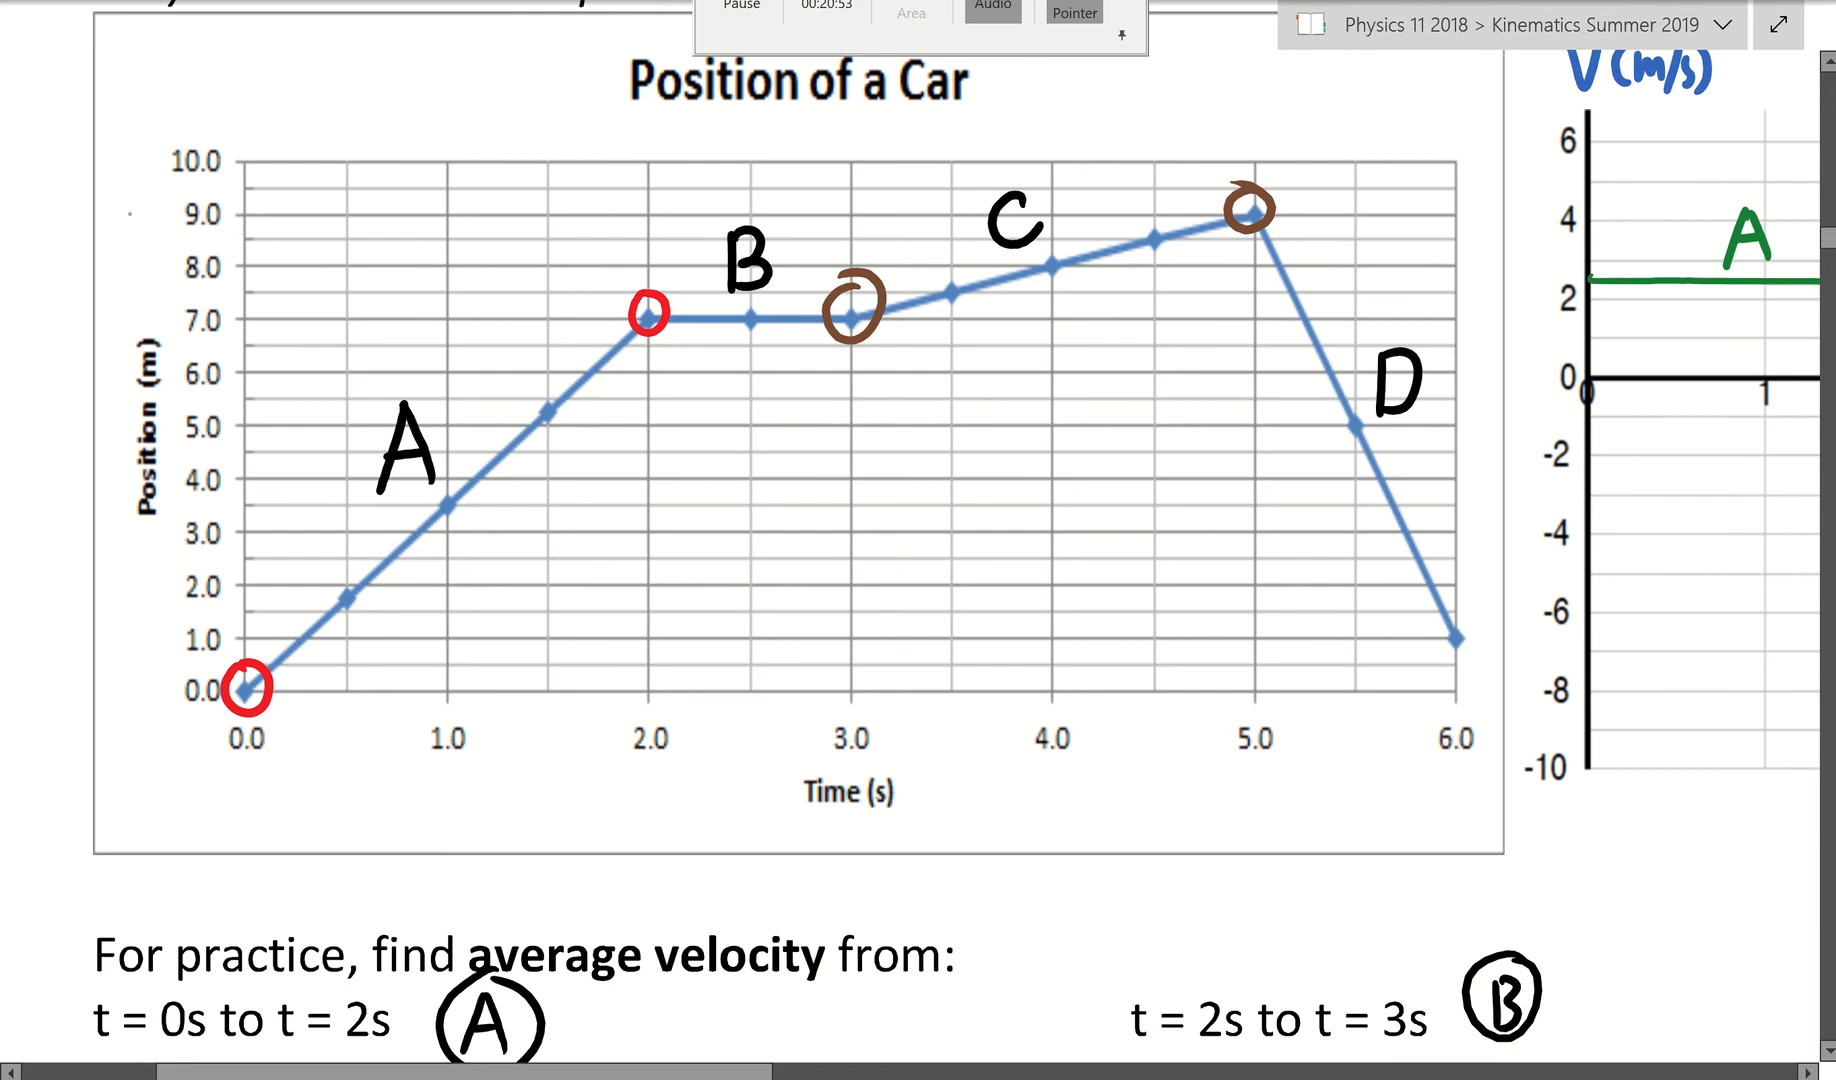 Pause
00:20:53
Area
Audio
Pointer
Physics 11 2018 > Kinematics Summer 2019
Position of a Car
V (m/s)
10.0
9.0
8.0
7.0
6.0
5.0
4.0
3.0
2.0
1.0
0.0
Position (m)
A
B
C
D
0.0 1.0 2.0 3.0 4.0 5.0 6.0
Time (s)
6
4
2
0
-2
-4
-6
-8
-10
0 1
A
For practice, find average velocity from:
t = 0s to t = 2s A t = 2s to t = 3s B